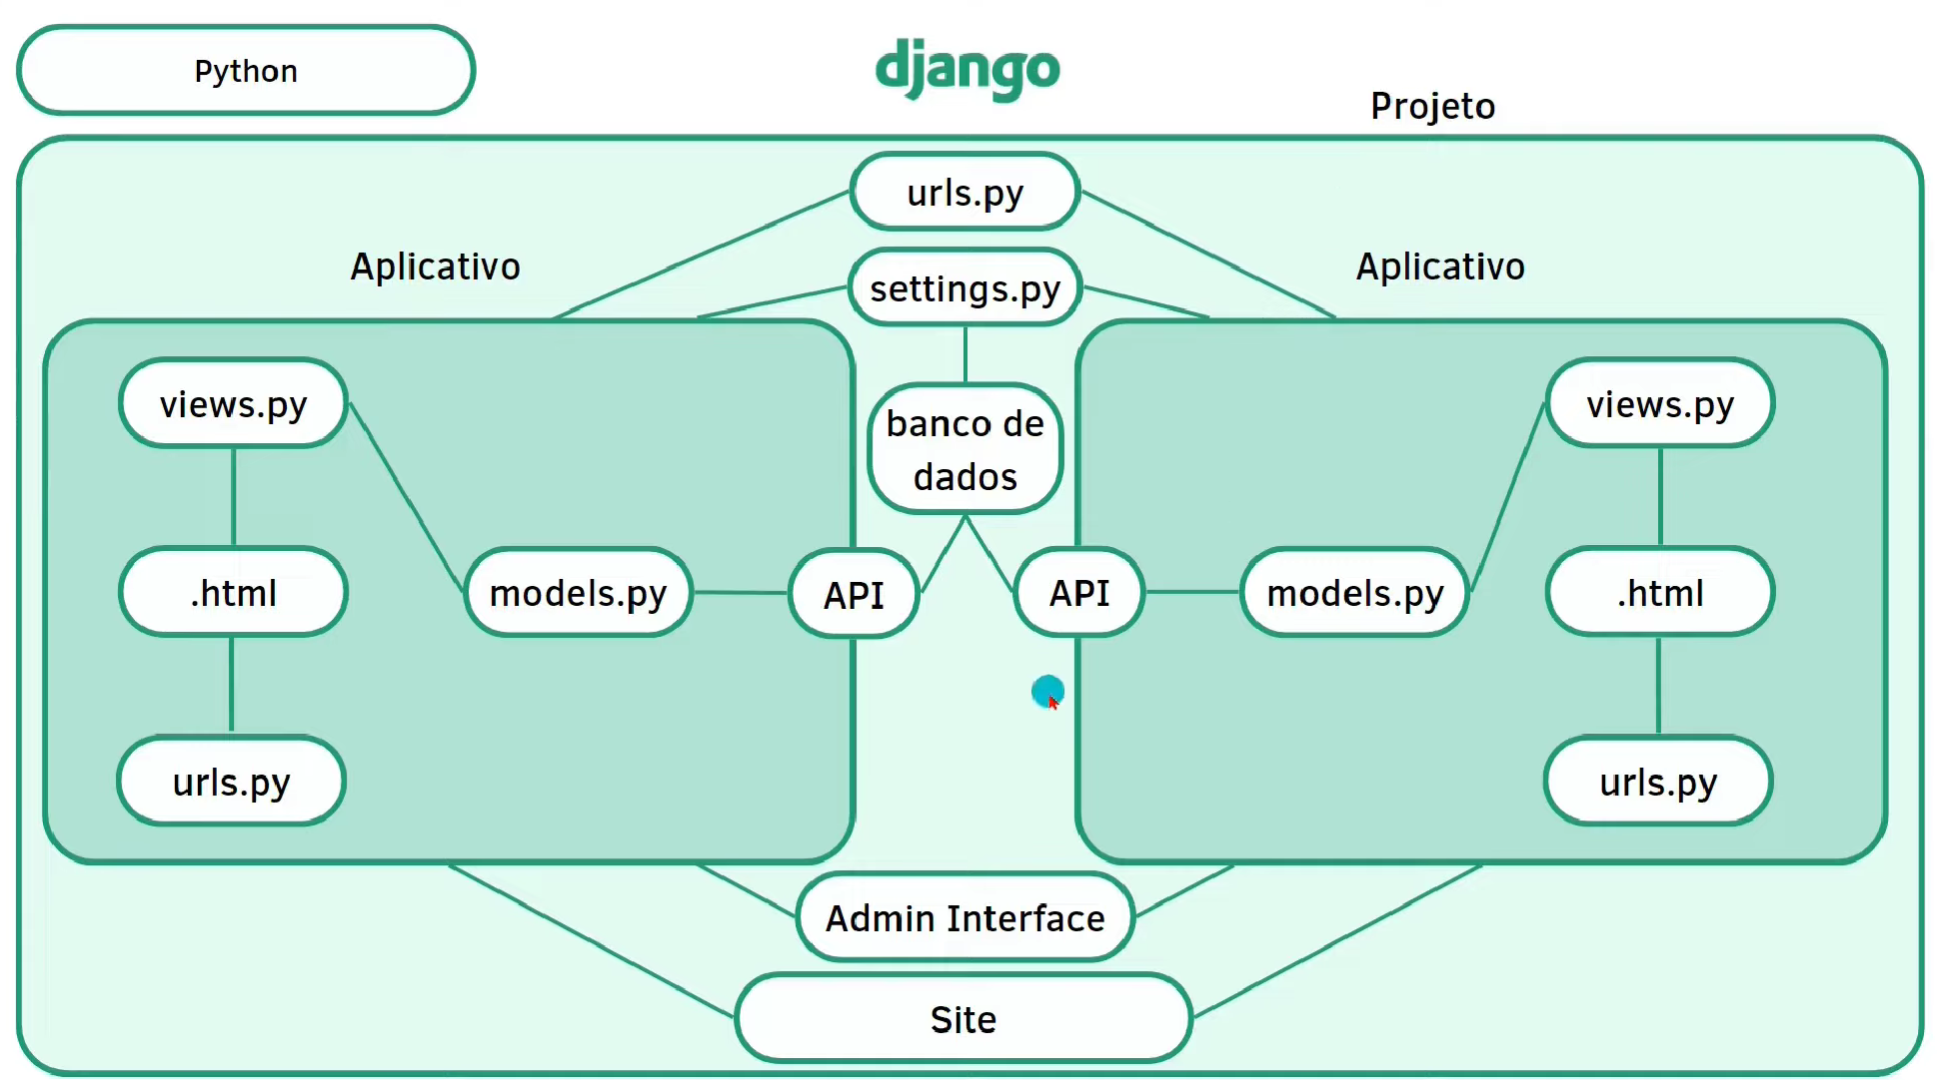 Python
django
Projeto
urls.py
Aplicativo
settings.py
Aplicativo
views.py
banco de
dados
views.py
.html
models.py
API
API
models.py
.html
urls.py
urls.py
Admin Interface
Site